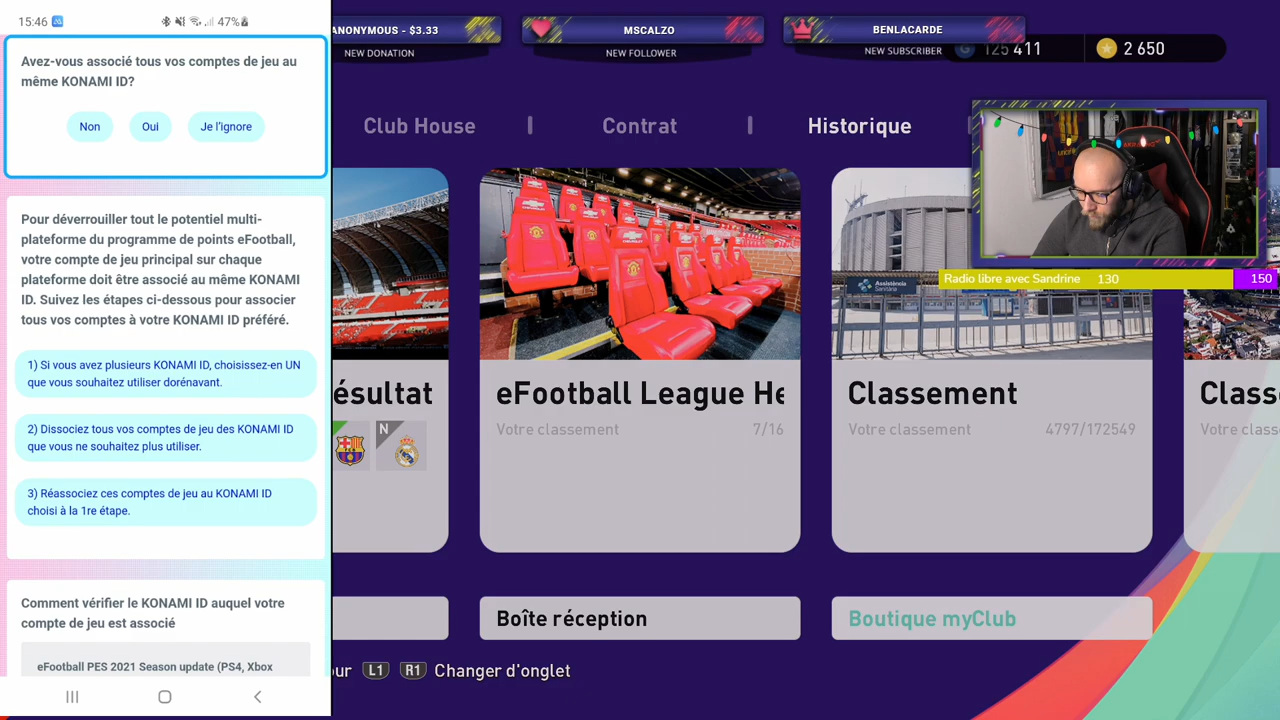 15:46
47%
Avez-vous associé tous vos comptes de jeu au
même KONAMI ID?
Non
Oui
Je l'ignore
Pour déverrouiller tout le potentiel multi-
plateforme du programme de points eFootball,
votre compte de jeu principal sur chaque
plateforme doit être associé au même KONAMI
ID. Suivez les étapes ci-dessous pour associer
tous vos comptes à votre KONAMI ID préféré.
1) Si vous avez plusieurs KONAMI ID, choisissez-en UN
que vous souhaitez utiliser dorénavant.
2) Dissociez tous vos comptes de jeu des KONAMI ID
que vous ne souhaitez plus utiliser.
3) Réassociez ces comptes de jeu au KONAMI ID
choisi à la 1re étape.
Comment vérifier le KONAMI ID auquel votre
compte de jeu est associé
eFootball PES 2021 Season update (PS4, Xbox
ANONYMOUS - $3.33
NEW DONATION
MSCALZO
NEW FOLLOWER
BENLACARDE
NEW SUBSCRIBER
125 411
2 650
Club House
Contrat
Historique
Radio libre avec Sandrine 130
150
CHEVROLET
Assistència
Sanitària
ésultat
N
eFootball League He
Votre classement 7/16
Classement
Votre classement 4797/172549
Class
Votre classe
Boîte réception
Boutique myClub
our L1 R1 Changer d'onglet